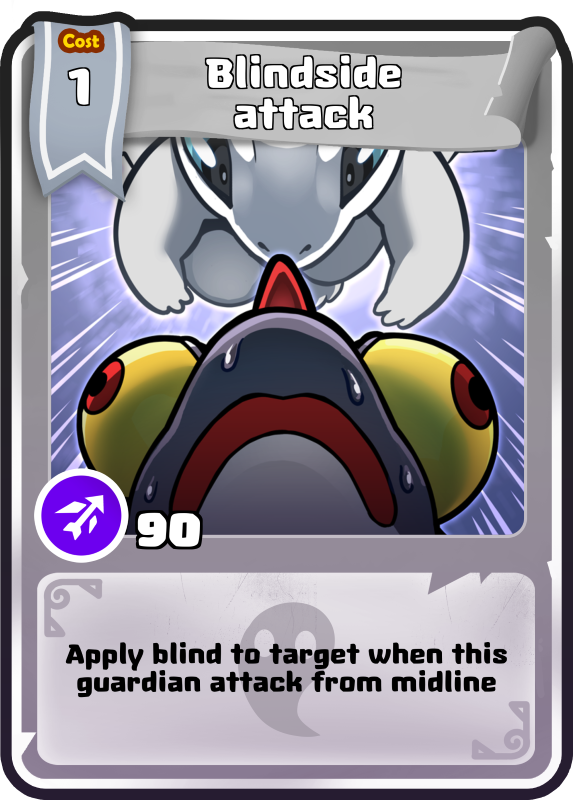 Cost
1
Blindside
attack
90
Apply blind to target when this
guardian attack from midline